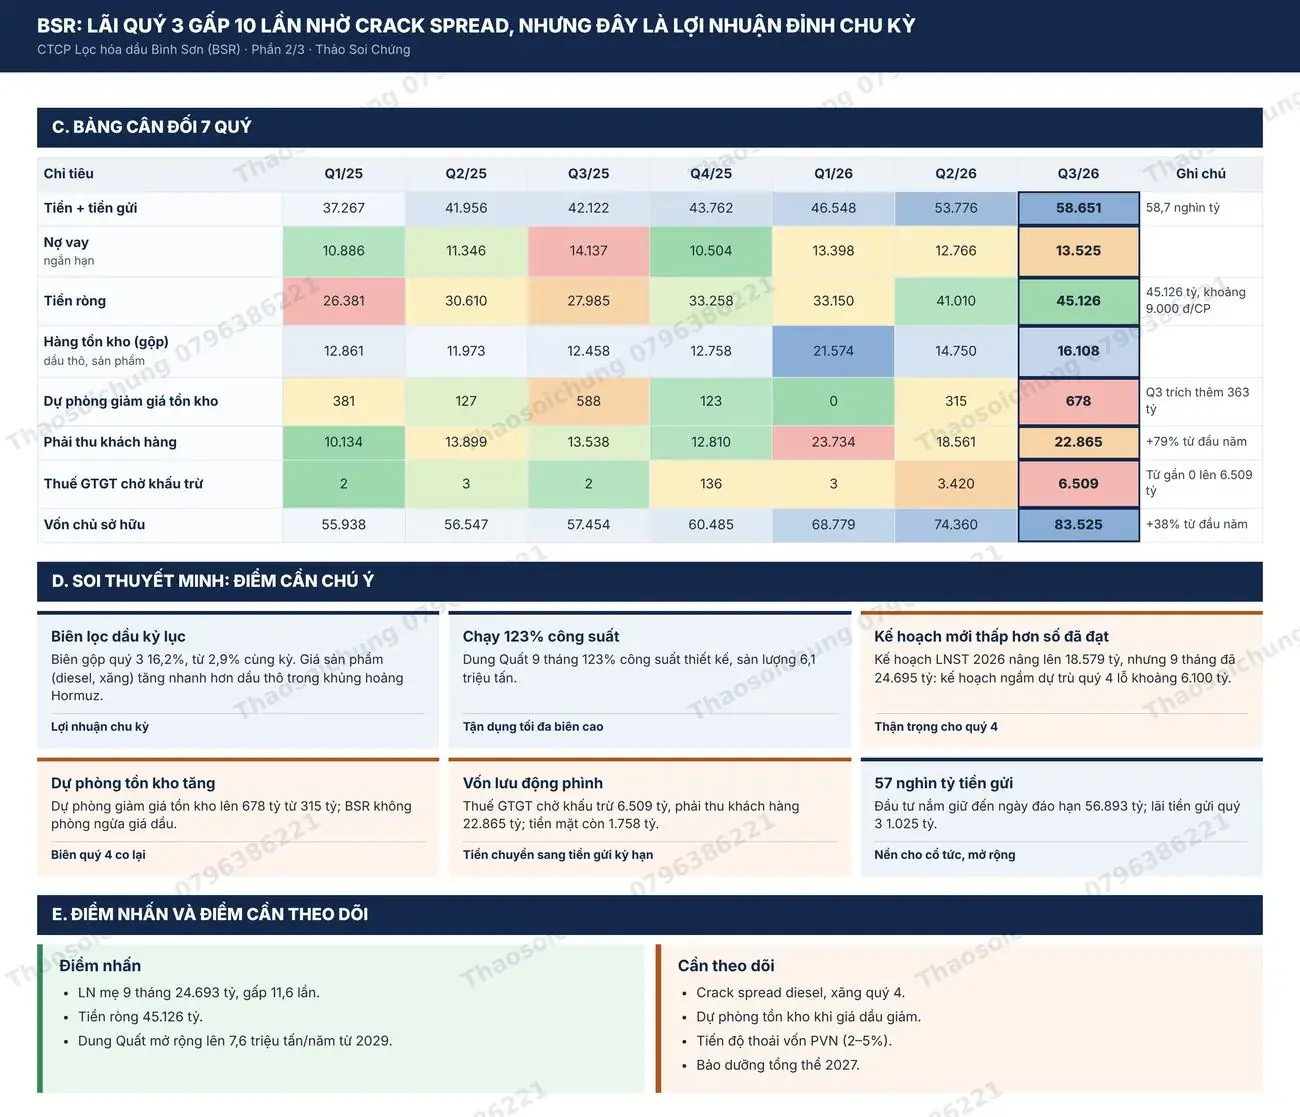 BSR: LÃI QUÝ 3 GẤP 10 LẦN NHỜ CRACK SPREAD, NHƯNG ĐÂY LÀ LỢI NHUẬN ĐỈNH CHU KỲ
CTCP Lọc hóa dầu Bình Sơn (BSR) · Phần 2/3 · Thảo Soi Chứng
C. BẢNG CÂN ĐỐI 7 QUÝ
Chỉ tiêu Q1/25 Q2/25 Q3/25 Q4/25 Q1/26 Q2/26 Q3/26 Ghi chú
Tiền + tiền gửi 37.267 41.956 42.122 43.762 46.548 53.776 58.651 58,7 nghìn tỷ
Nợ vay
ngắn hạn
10.886 11.346 14.137 10.504 13.398 12.766 13.525
Tiền ròng 26.381 30.610 27.985 33.258 33.150 41.010 45.126 45.126 tỷ, khoảng
9.000 đ/CP
Hàng tồn kho (gộp)
dầu thô, sản phẩm
12.861 11.973 12.458 12.758 21.574 14.750 16.108
Dự phòng giảm giá tồn kho 381 127 588 123 0 315 678 Q3 trích thêm 363
tỷ
Phải thu khách hàng 10.134 13.899 13.538 12.810 23.734 18.561 22.865 +79% từ đầu năm
Thuế GTGT chờ khấu trừ 2 3 2 136 3 3.420 6.509 Từ gần 0 lên 6.509
tỷ
Vốn chủ sở hữu 55.938 56.547 57.454 60.485 68.779 74.360 83.525 +38% từ đầu năm
D. SOI THUYẾT MINH: ĐIỂM CẦN CHÚ Ý
Biên lọc dầu kỷ lục
Biên gộp quý 3 16,2%, từ 2,9% cùng kỳ. Giá sản phẩm
(diesel, xăng) tăng nhanh hơn dầu thô trong khủng hoảng
Hormuz.
Lợi nhuận chu kỳ
Chạy 123% công suất
Dung Quất 9 tháng 123% công suất thiết kế, sản lượng 6,1
triệu tấn.
Tận dụng tối đa biên cao
Kế hoạch mới thấp hơn số đã đạt
Kế hoạch LNST 2026 nâng lên 18.579 tỷ, nhưng 9 tháng đã
24.695 tỷ: kế hoạch ngầm dự trù quý 4 lỗ khoảng 6.100 tỷ.
Thận trọng cho quý 4
Dự phòng tồn kho tăng
Dự phòng giảm giá tồn kho lên 678 tỷ từ 315 tỷ; BSR không
phòng ngừa giá dầu.
Biên quý 4 co lại
Vốn lưu động phình
Thuế GTGT chờ khấu trừ 6.509 tỷ, phải thu khách hàng
22.865 tỷ; tiền mặt còn 1.758 tỷ.
Tiền chuyển sang tiền gửi kỳ hạn
57 nghìn tỷ tiền gửi
Đầu tư nắm giữ đến ngày đáo hạn 56.893 tỷ; lãi tiền gửi quý
3 1.025 tỷ.
Nền cho cổ tức, mở rộng
E. ĐIỂM NHẤN VÀ ĐIỂM CẦN THEO DÕI
Điểm nhấn
• LN mẹ 9 tháng 24.693 tỷ, gấp 11,6 lần.
• Tiền ròng 45.126 tỷ.
• Dung Quất mở rộng lên 7,6 triệu tấn/năm từ 2029.
Cần theo dõi
• Crack spread diesel, xăng quý 4.
• Dự phòng tồn kho khi giá dầu giảm.
• Tiến độ thoái vốn PVN (2–5%).
• Bảo dưỡng tổng thể 2027.
Thaosoichung 0796386221